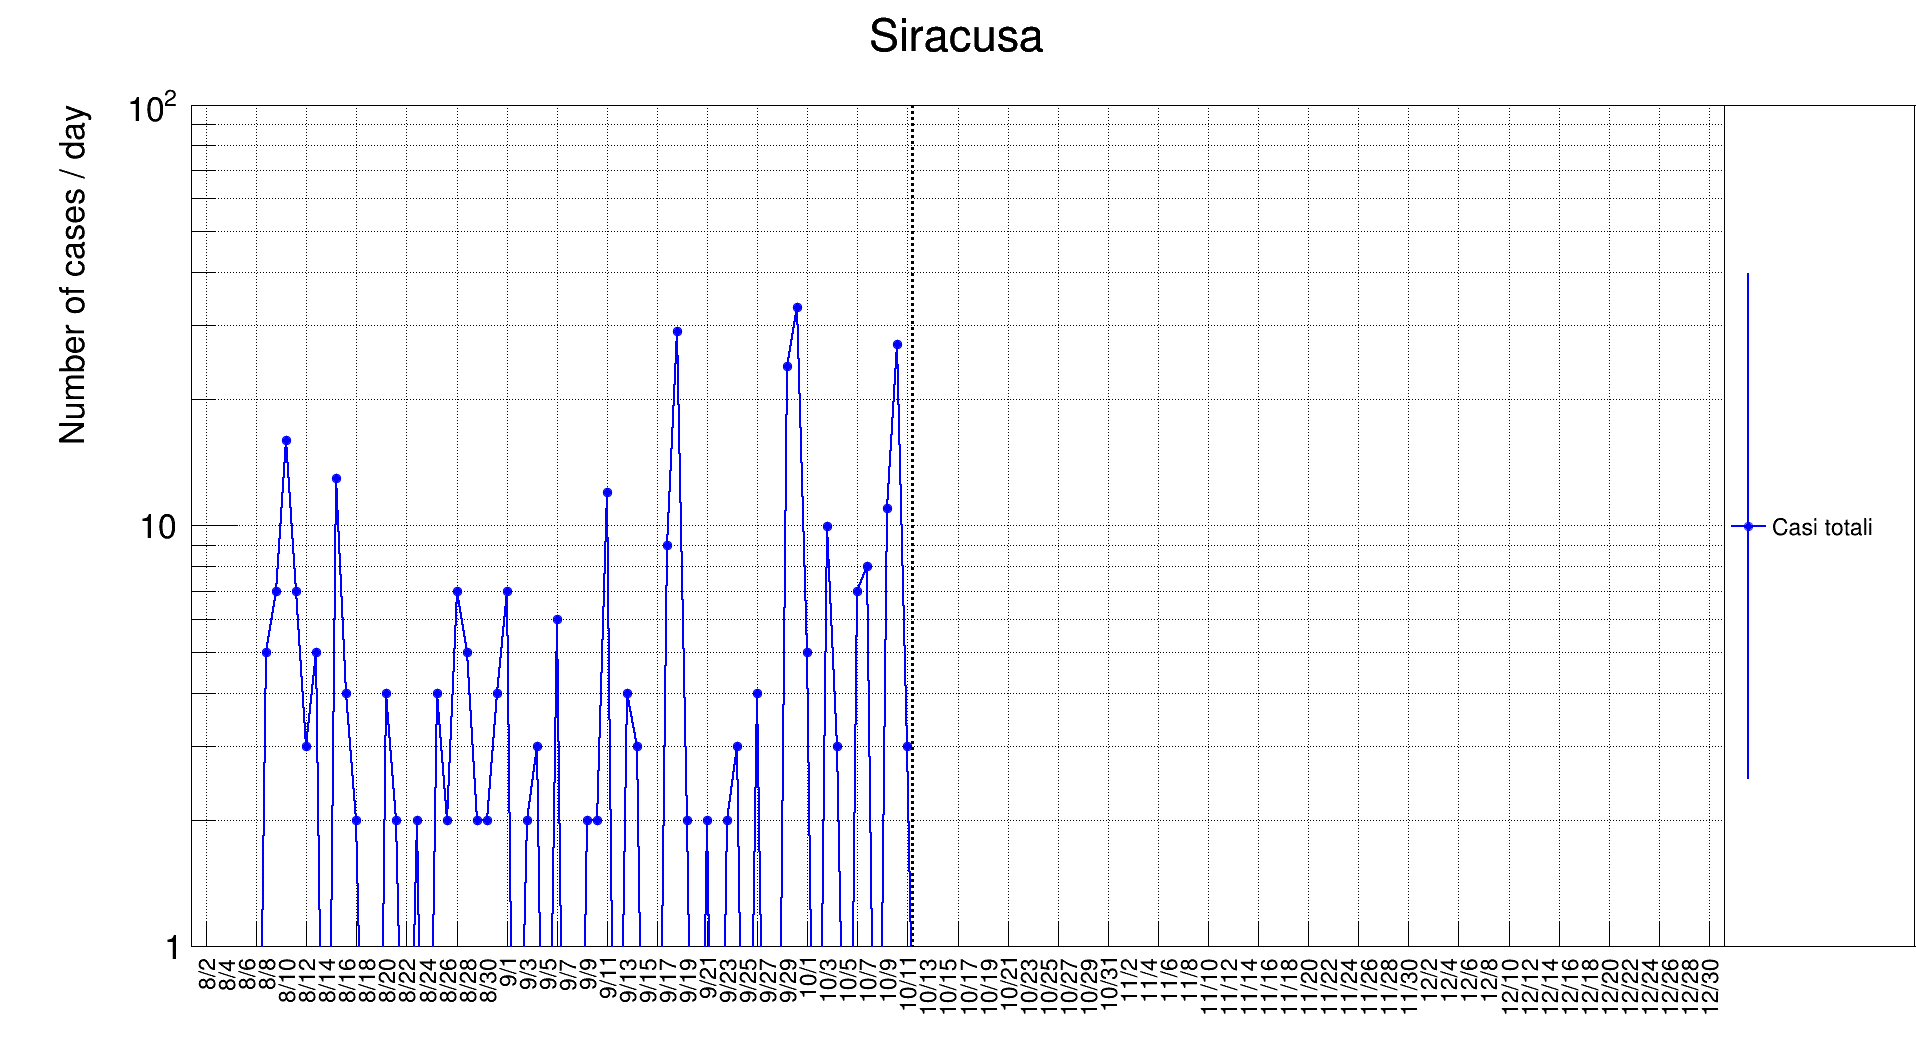 Siracusa
Number of cases / day
10²
10
1
8/2 8/4 8/6 8/8 8/10 8/12 8/14 8/16 8/18 8/20 8/22 8/24 8/26 8/28 8/30 9/1 9/3 9/5 9/7 9/9 9/11 9/13 9/15 9/17 9/19 9/21 9/23 9/25 9/27 9/29 10/1 10/3 10/5 10/7 10/9 10/11 10/13 10/15 10/17 10/19 10/21 10/23 10/25 10/27 10/29 10/31 11/2 11/4 11/6 11/8 11/10 11/12 11/14 11/16 11/18 11/20 11/22 11/24 11/26 11/28 11/30 12/2 12/4 12/6 12/8 12/10 12/12 12/14 12/16 12/18 12/20 12/22 12/24 12/26 12/28 12/30
Casi totali